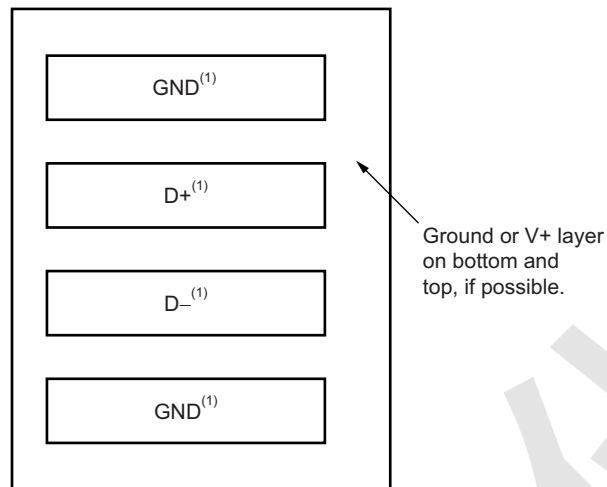 GND(1)
D+(1)
D–(1)
GND(1)
Ground or V+ layer
on bottom and
top, if possible.